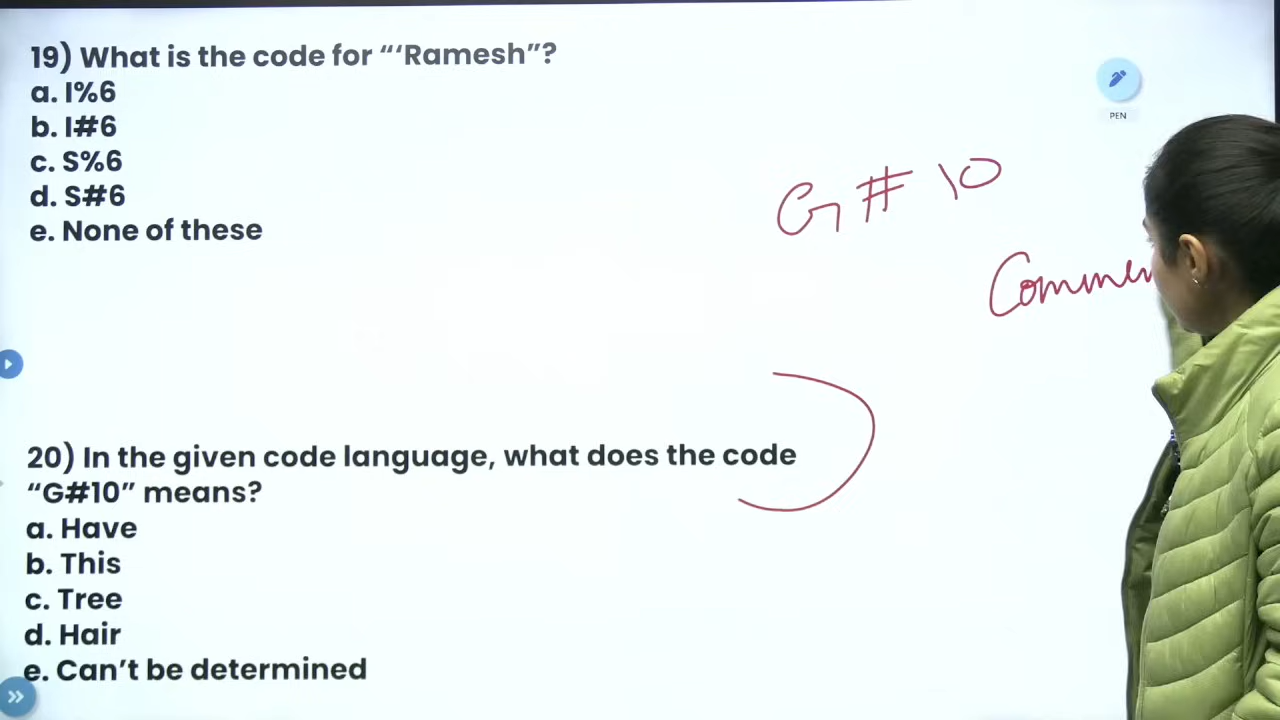 19) What is the code for “‘Ramesh”?
a. I%6
b. I#6
c. S%6
d. S#6
e. None of these
PEN
G#10
Commen
20) In the given code language, what does the code
“G#10” means?
a. Have
b. This
c. Tree
d. Hair
e. Can’t be determined